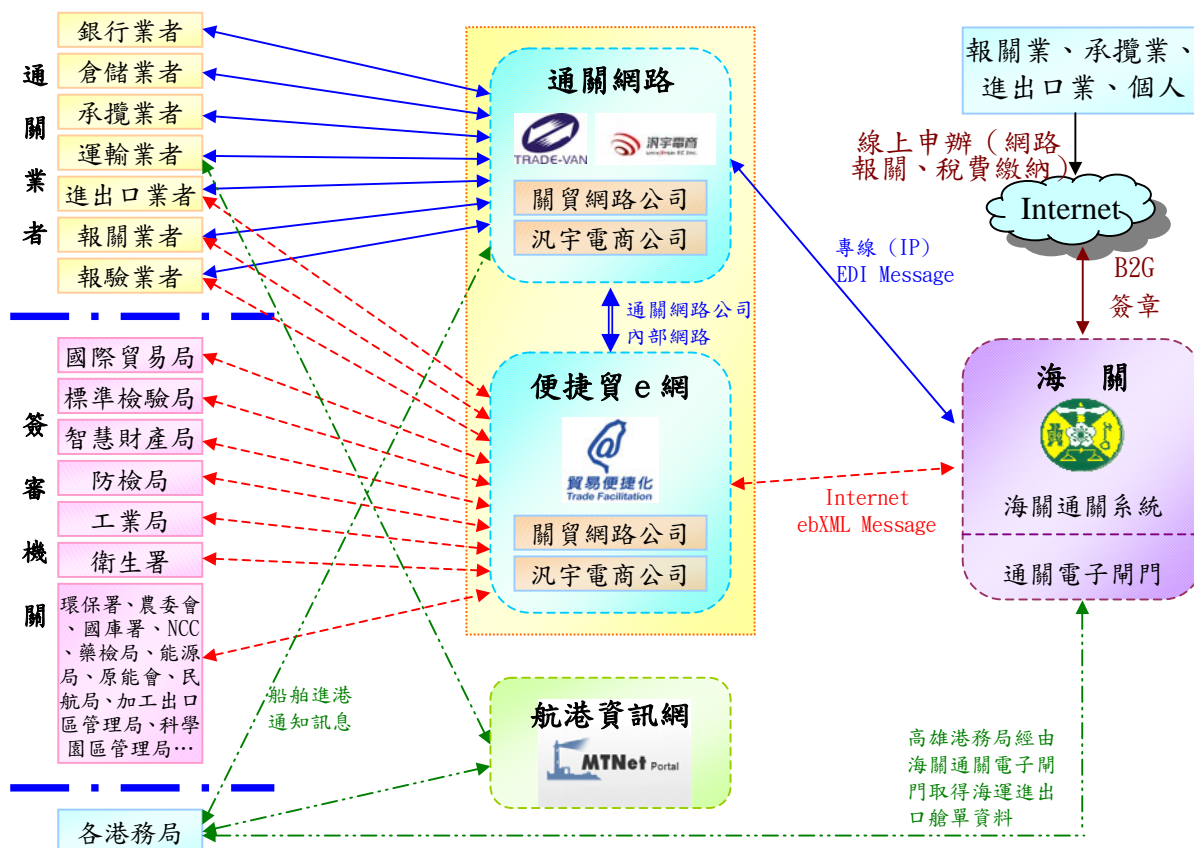 通
關
業
者
銀行業者
倉儲業者
承攬業者
運輸業者
進出口業者
報關業者
報驗業者
簽
審
機
關
國際貿易局
標準檢驗局
智慧財產局
防檢局
工業局
衛生署
環保署、農委會
、國庫署、NCC
、藥檢局、能源
局、原能會、民
航局、加工出口
區管理局、科學
園區管理局…
各港務局
通關網路
TRADE-VAN
汎宇電商
關貿網路公司
汎宇電商公司
通關網路公司
內部網路
便捷貿e網
貿易便捷化
Trade Facilitation
關貿網路公司
汎宇電商公司
船舶進港
通知訊息
航港資訊網
MTNet Portal
專線（IP）
EDI Message
Internet
ebXML Message
報關業、承攬業、
進出口業、個人
線上申辦（網路
報關、稅費繳納）
Internet
B2G
簽章
海 關
海關通關系統
通關電子閘門
高雄港務局經由
海關通關電子閘
門取得海運進出
口艙單資料